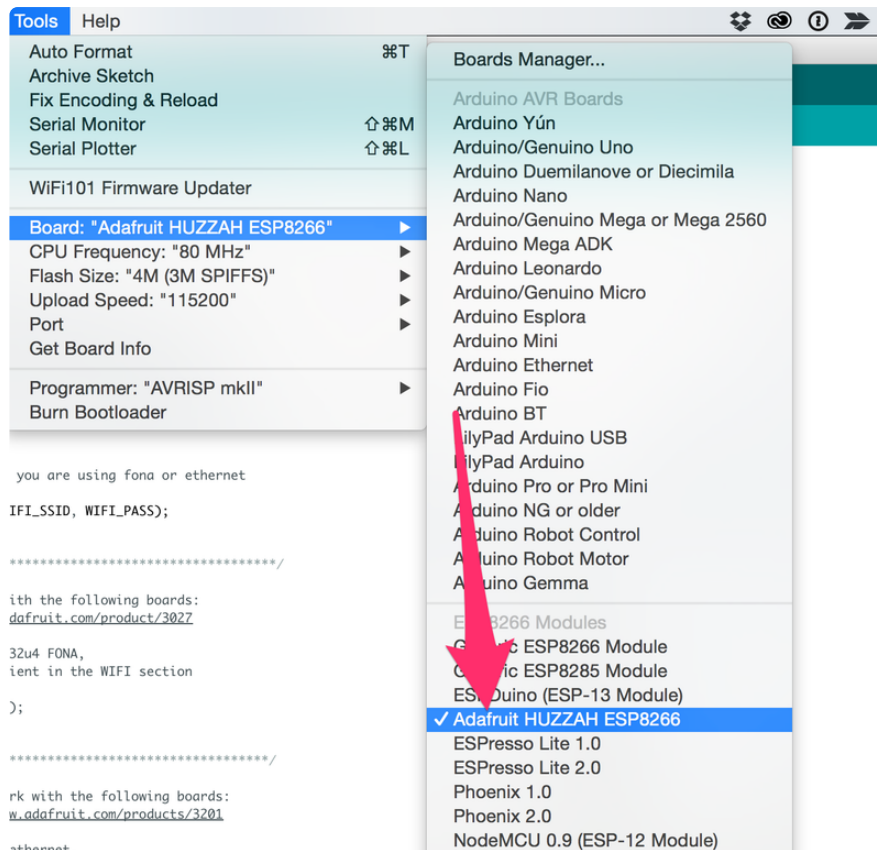 Tools Help
Auto Format ⌘T
Archive Sketch
Fix Encoding & Reload
Serial Monitor ⇧⌘M
Serial Plotter ⇧⌘L
WiFi101 Firmware Updater
Board: "Adafruit HUZZAH ESP8266"
CPU Frequency: "80 MHz"
Flash Size: "4M (3M SPIFFS)"
Upload Speed: "115200"
Port
Get Board Info
Programmer: "AVRISP mkII"
Burn Bootloader
you are using fona or ethernet
IFI_SSID, WIFI_PASS);
***********************************/
ith the following boards:
dafruit.com/product/3027
32u4 FONA,
ient in the WIFI section
);
**********************************/
rk with the following boards:
w.adafruit.com/products/3201
Boards Manager...
Arduino AVR Boards
Arduino Yún
Arduino/Genuino Uno
Arduino Duemilanove or Diecimila
Arduino Nano
Arduino/Genuino Mega or Mega 2560
Arduino Mega ADK
Arduino Leonardo
Arduino/Genuino Micro
Arduino Esplora
Arduino Mini
Arduino Ethernet
Arduino Fio
Arduino BT
LilyPad Arduino USB
LilyPad Arduino
Arduino Pro or Pro Mini
Arduino NG or older
Arduino Robot Control
Arduino Robot Motor
Arduino Gemma
ESP8266 Modules
Generic ESP8266 Module
Generic ESP8285 Module
ESPDuino (ESP-13 Module)
✓ Adafruit HUZZAH ESP8266
ESPresso Lite 1.0
ESPresso Lite 2.0
Phoenix 1.0
Phoenix 2.0
NodeMCU 0.9 (ESP-12 Module)